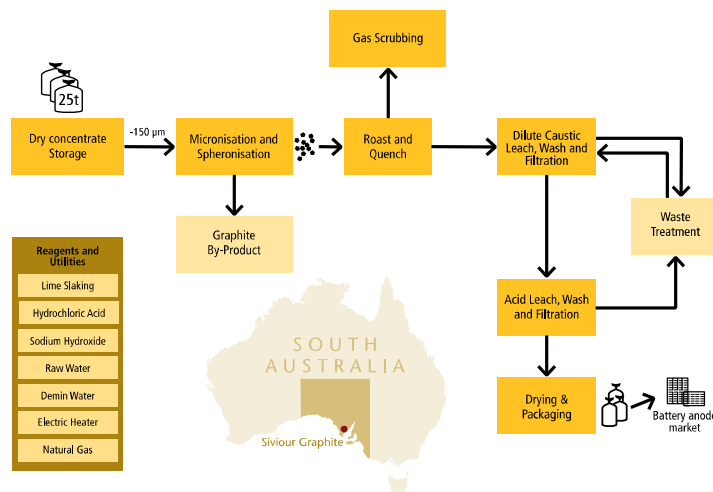 Gas Scrubbing
25t
Dry concentrate
Storage
-150 µm
Micronisation and
Spheronisation
Roast and
Quench
Dilute Caustic
Leach, Wash and
Filtration
Graphite
By-Product
Waste
Treatment
Reagents and
Utilities
Lime Slaking
Hydrochloric Acid
Sodium Hydroxide
Raw Water
Demin Water
Electric Heater
Natural Gas
Acid Leach, Wash
and Filtration
SOUTH
AUSTRALIA
Siviour Graphite
Drying &
Packaging
Battery anode
market